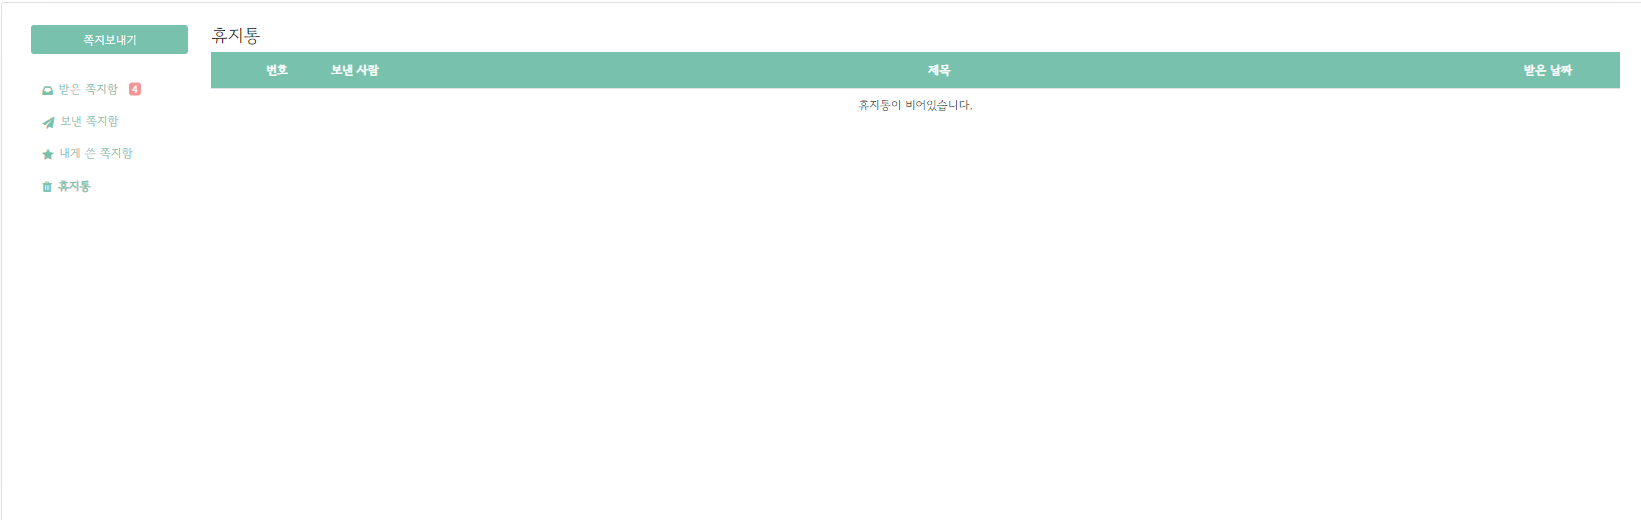 쪽지보내기
받은 쪽지함 4
보낸 쪽지함
내게 쓴 쪽지함
휴지통
휴지통
번호 보낸 사람 제목 받은 날짜
휴지통이 비어있습니다.